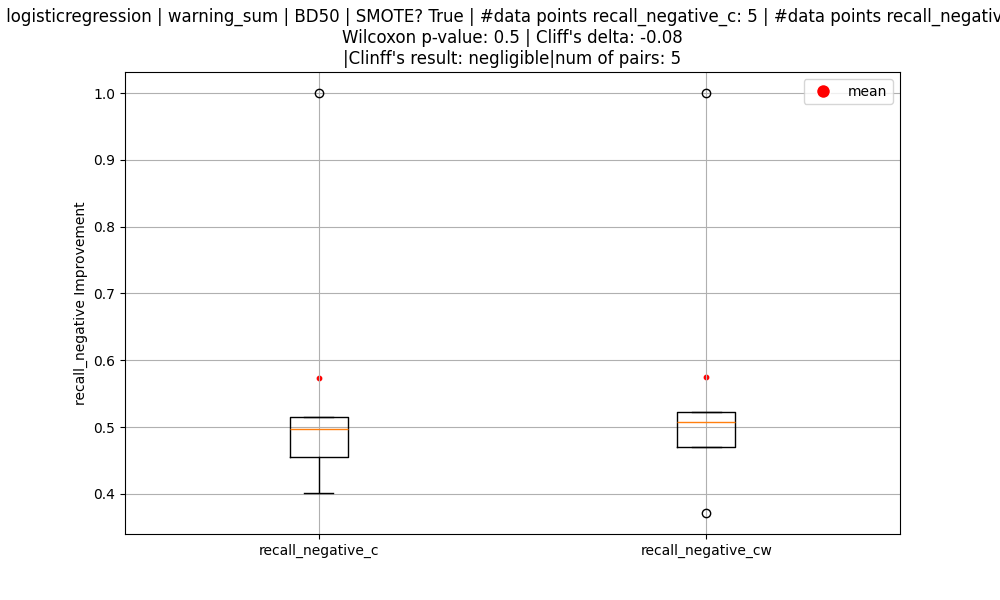 logisticregression | warning_sum | BD50 | SMOTE? True | #data points recall_negative_c: 5 | #data points
Wilcoxon p-value: 0.5 | Cliff's delta: -0.08
|Clinff's result: negligible|num of pairs: 5
mean
1.0
0.9
0.8
0.7
0.6
0.5
0.4
recall_negative Improvement
recall_negative_c
recall_negative_cw